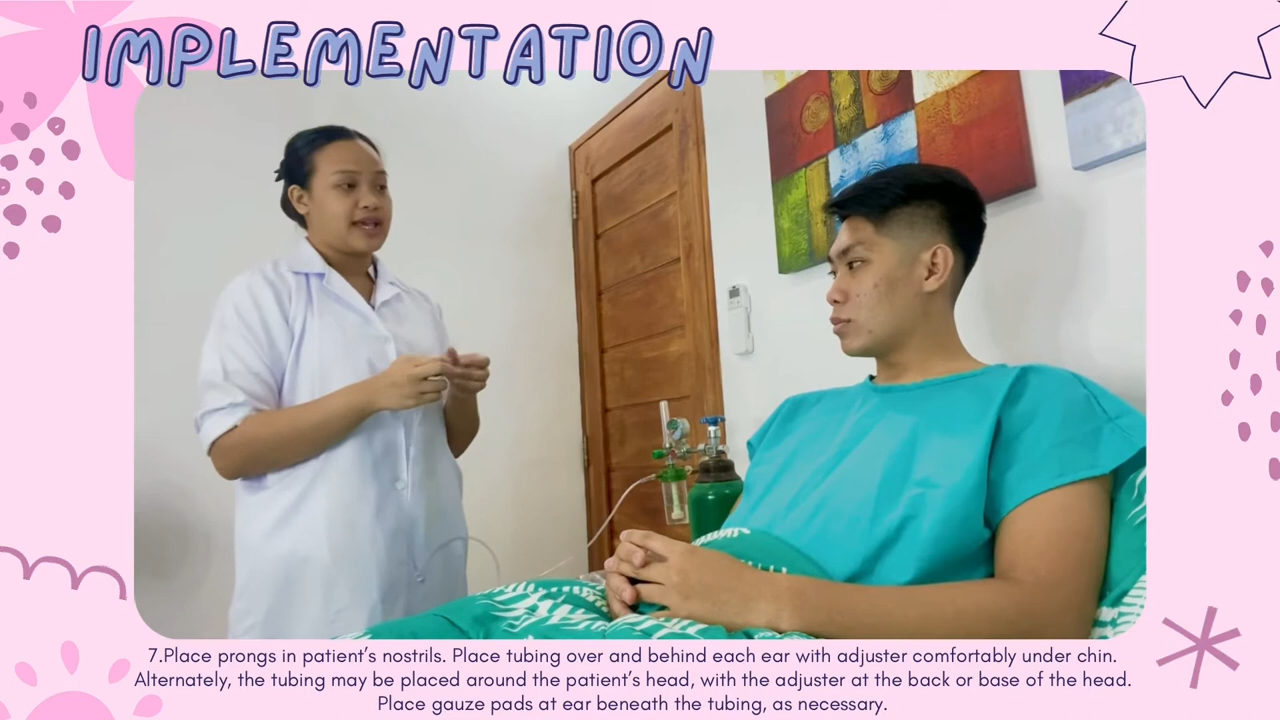 IMPLEMENTATION
7.Place prongs in patient's nostrils. Place tubing over and behind each ear with adjuster comfortably under chin.
Alternately, the tubing may be placed around the patient's head, with the adjuster at the back or base of the head.
Place gauze pads at ear beneath the tubing, as necessary.